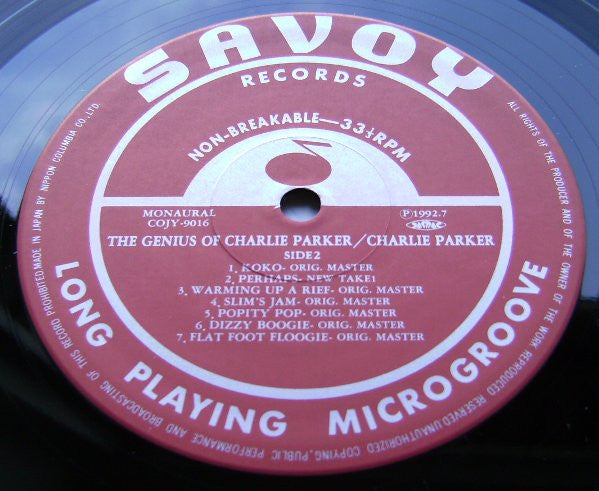 SAVOY
RECORDS
NON-BREAKABLE—33⅓RPM
MONAURAL
COJY-9016
Ⓟ1992.7
THE GENIUS OF CHARLIE PARKER/CHARLIE PARKER
SIDE2
1. KOKO- ORIG. MASTER
2. PERHAPS- NEW TAKE1
3. WARMING UP A RIEF- ORIG. MASTER
4. SLIM'S JAM- ORIG. MASTER
5. POPITY POP- ORIG. MASTER
6. DIZZY BOOGIE- ORIG. MASTER
7. FLAT FOOT FLOOGIE- ORIG. MASTER
LONG PLAYING MICROGROOVE
ALL RIGHTS OF THE PRODUCER AND OF THE OWNER OF THE WORK REPRODUCED RESERVED.UNAUTHORIZED COPYING,PUBLIC PERFORMANCE AND BROADCASTING OF THIS RECORD PROHIBITED.MADE IN JAPAN BY NIPPON COLUMBIA CO.,LTD.